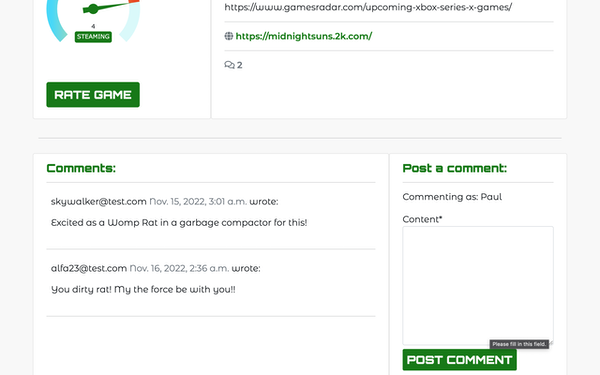 4
STEAMING
RATE GAME
https://www.gamesradar.com/upcoming-xbox-series-x-games/
https://midnightsuns.2k.com/
2
Comments:
skywalker@test.com Nov. 15, 2022, 3:01 a.m. wrote:
Excited as a Womp Rat in a garbage compactor for this!
alfa23@test.com Nov. 16, 2022, 2:36 a.m. wrote:
You dirty rat! My the force be with you!!
Post a comment:
Commenting as: Paul
Content*
Please fill in this field.
POST COMMENT